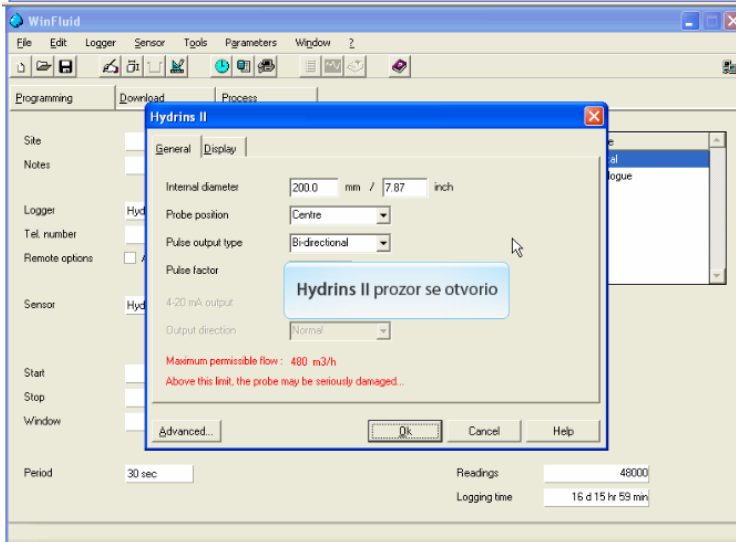 WinFluid
File Edit Logger Sensor Tools Parameters Window ?
Programming Download Process
Hydrins II
General Display
Site
Notes
Internal diameter 200.0 mm / 7.87 inch
Probe position Centre
Logger Hyd
Pulse output type Bi-directional
Tel. number
Remote options
Pulse factor
Hydrins II prozor se otvorio
Sensor Hyd
4-20 mA output
Output direction Normal
Maximum permissible flow : 480 m3/h
Above this limit, the probe may be seriously damaged...
Start
Stop
Window
Advanced... Ok Cancel Help
Period 30 sec
Readings 48000
Logging time 16 d 15 hr 59 min